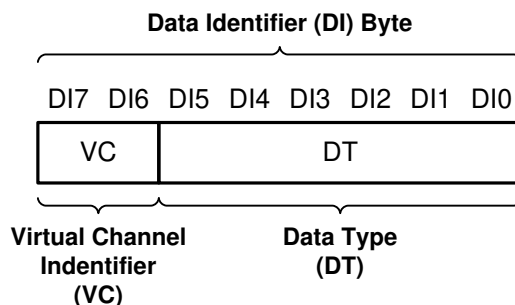 Data Identifier (DI) Byte
DI7 DI6 DI5 DI4 DI3 DI2 DI1 DI0
VC DT
Virtual Channel
Indentifier
(VC)
Data Type
(DT)